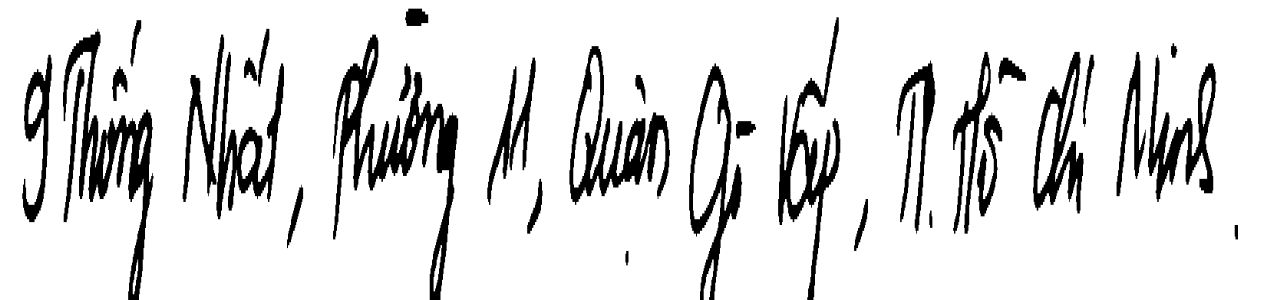 9 Thống Nhất, Phường 11, Quận Gò Vấp, TP. Hồ Chí Minh.